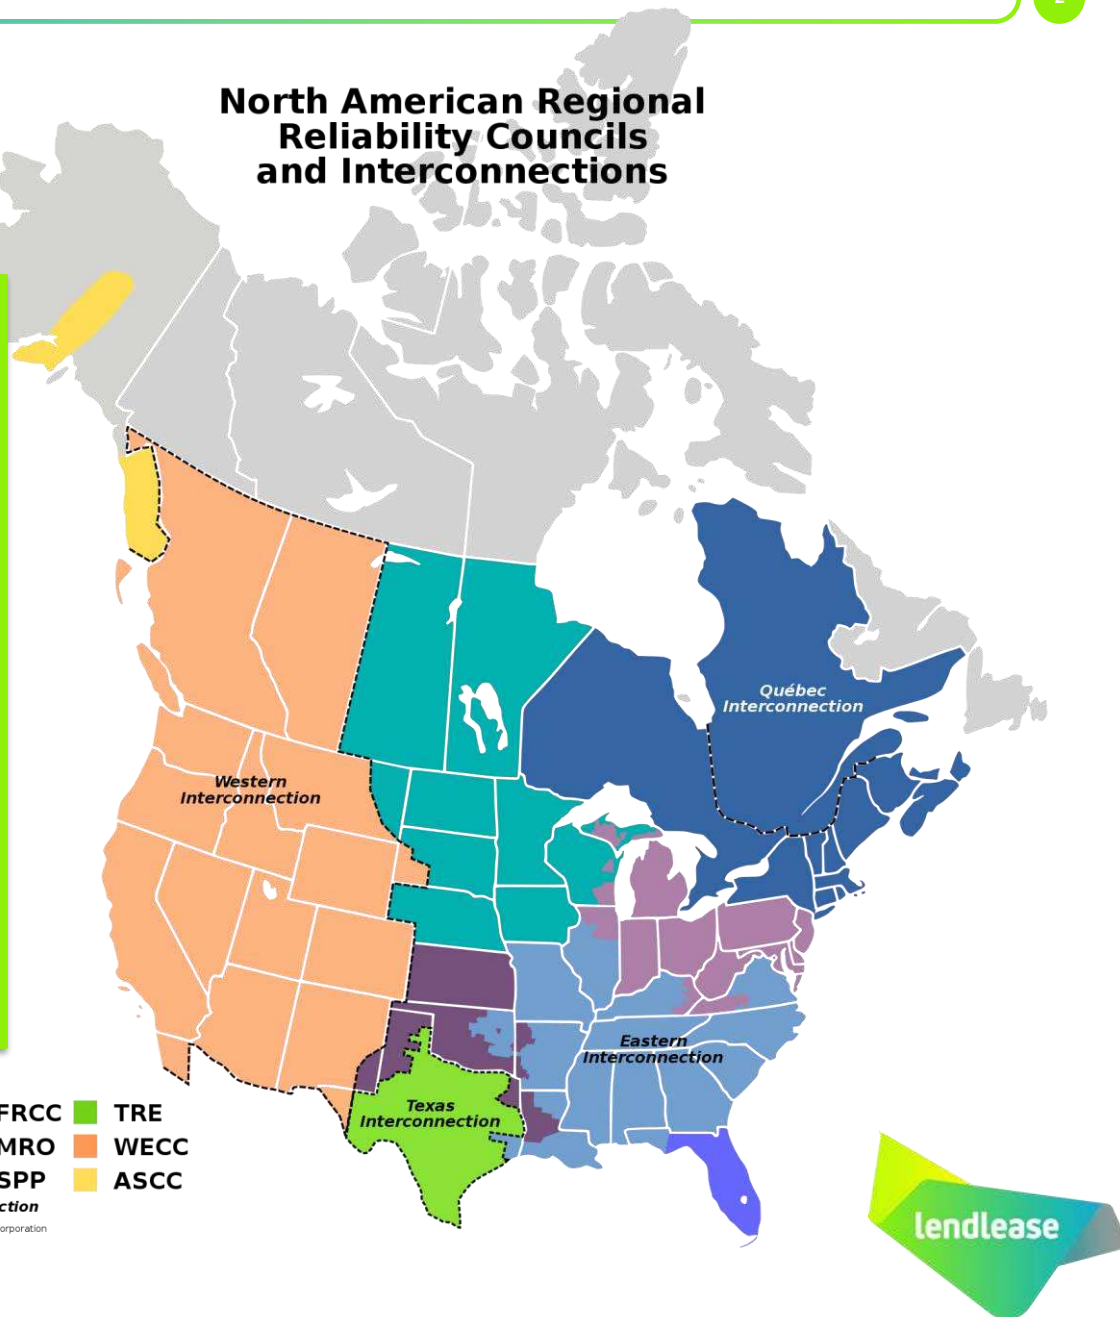 North American Regional
Reliability Councils
and Interconnections
Québec
Interconnection
Western
Interconnection
Eastern
Interconnection
Texas
Interconnection
FRCC TRE
MRO WECC
SPP ASCC
ction
orporation
lendlease